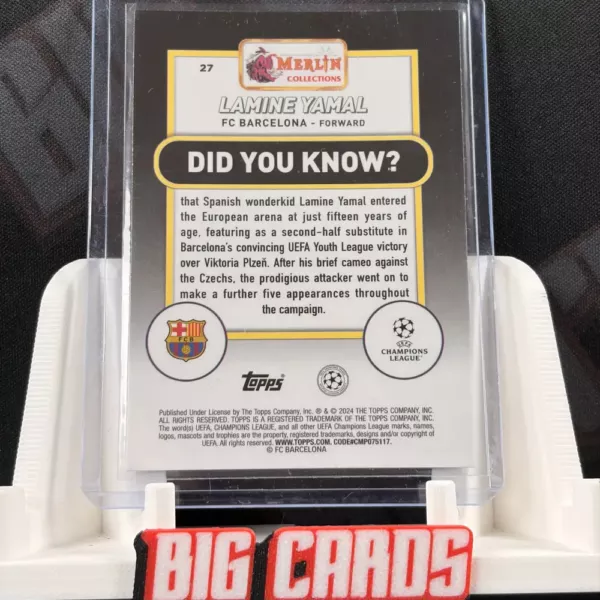 27
MERLIN
COLLECTIONS
LAMINE YAMAL
FC BARCELONA - FORWARD
DID YOU KNOW?
that Spanish wonderkid Lamine Yamal entered
the European arena at just fifteen years of
age, featuring as a second-half substitute in
Barcelona's convincing UEFA Youth League victory
over Viktoria Plzeň. After his brief cameo against
the Czechs, the prodigious attacker went on to
make a further five appearances throughout
the campaign.
FCB
CHAMPIONS
LEAGUE
topps
Published Under License by The Topps Company, Inc. ® & © 2024 THE TOPPS COMPANY, INC.
ALL RIGHTS RESERVED. TOPPS IS A REGISTERED TRADEMARK OF THE TOPPS COMPANY, INC.
The word(s) UEFA, CHAMPIONS LEAGUE, and all other UEFA Champions League marks, names,
logos, mascots and trophies are the property, registered trademarks, designs and/or copyright of
UEFA. All rights reserved. WWW.TOPPS.COM. CODE#CMP075117.
© FC BARCELONA
BIG CARDS